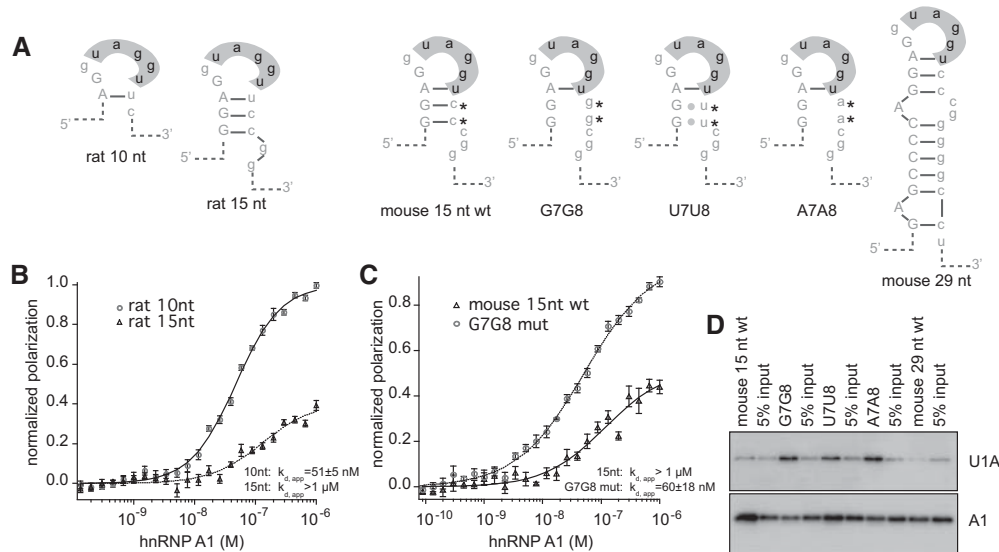 A
u a g g u
g G
A u
c
5' 3'
rat 10 nt
u a g g u
g G
A u
G c
G c
g
g
5' 3'
rat 15 nt
u a g g u
g G
A
G c *
G c *
g
g
5' 3'
mouse 15 nt wt
u a g g u
g G
A
G g *
G g *
c
g
g
5' 3'
G7G8
u a g g u
g G
A
G u *
G u *
c
g
g
5' 3'
U7U8
u a g g u
g G
A
G a *
G a *
c
g
g
5' 3'
A7A8
5' 3'
mouse 29 nt
B
rat 10nt
rat 15nt
normalized polarization
1.0
0.8
0.6
0.4
0.2
0.0
10nt: k d, app =51±5 nM
15nt: k d, app >1 µM
10-9 10-8 10-7 10-6
hnRNP A1 (M)
C
mouse 15nt wt
G7G8 mut
normalized polarization
0.8
0.6
0.4
0.2
0.0
15nt: k d, app > 1 µM
G7G8 mut: k d, app =60±18 nM
10-10 10-9 10-8 10-7 10-6
hnRNP A1 (M)
D
mouse 15 nt wt
5% input
G7G8
5% input
U7U8
5% input
A7A8
5% input
mouse 29 nt wt
5% input
U1A
A1